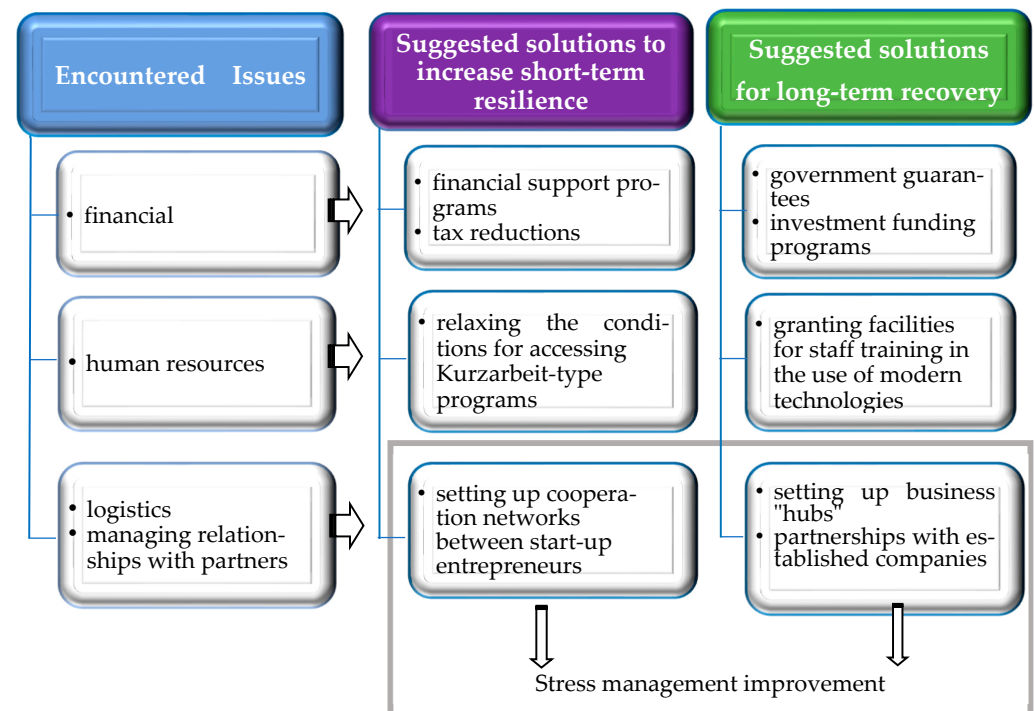 Encountered Issues
• financial
• human resources
• logistics
• managing relation-
ships with partners
Suggested solutions to
increase short-term
resilience
• financial support pro-
grams
• tax reductions
• relaxing the condi-
tions for accessing
Kurzarbeit-type
programs
• setting up coopera-
tion networks
between start-up
entrepreneurs
Suggested solutions
for long-term recovery
• government guaran-
tees
• investment funding
programs
• granting facilities
for staff training in
the use of modern
technologies
• setting up business
"hubs"
• partnerships with es-
tablished companies
Stress management improvement